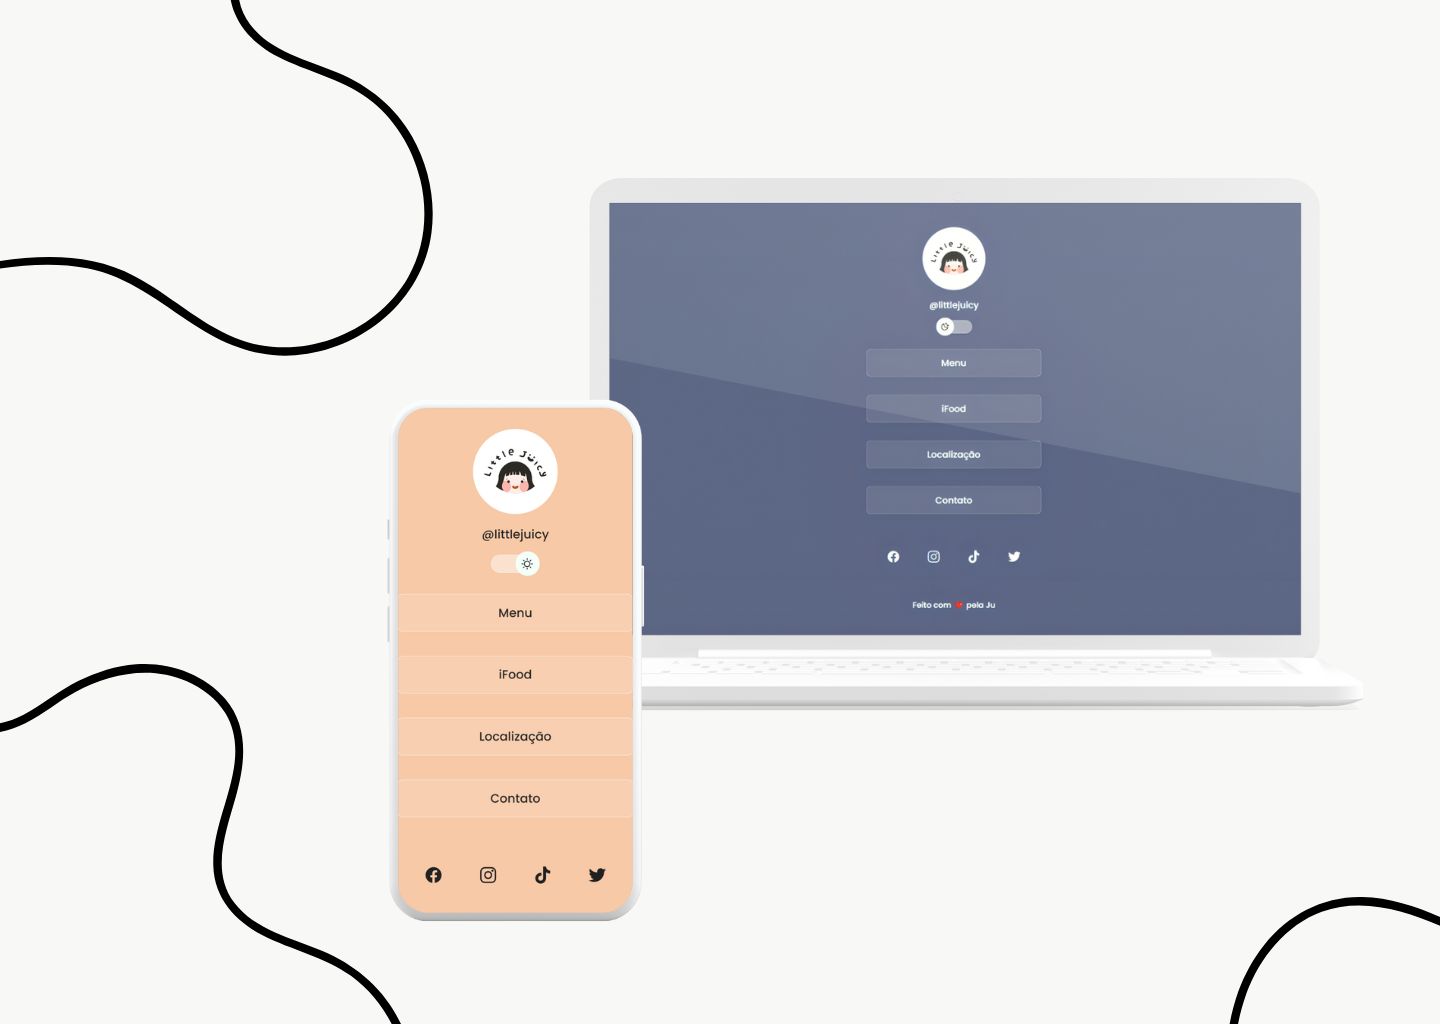 Little Juicy
@littlejuicy
Menu
iFood
Localização
Contato
Feito com ❤️ pela Ju
Little Juicy
@littlejuicy
Menu
iFood
Localização
Contato